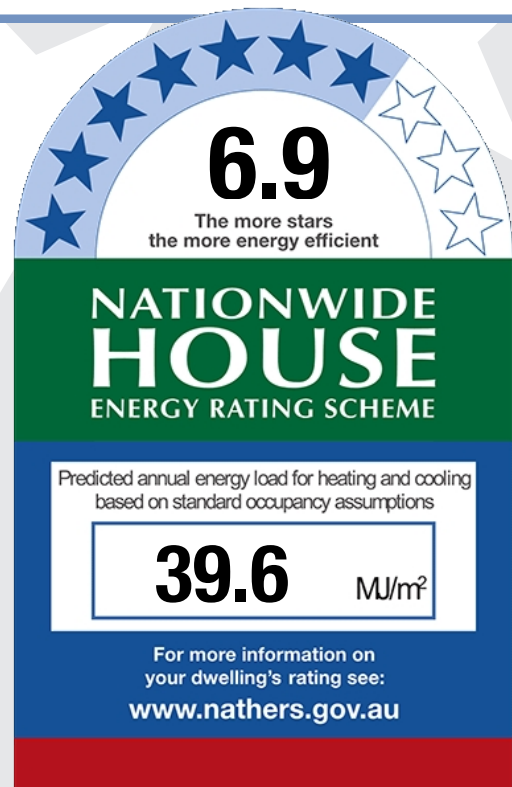 6.9
The more stars
the more energy efficient
NATIONWIDE
HOUSE
ENERGY RATING SCHEME
Predicted annual energy load for heating and cooling
based on standard occupancy assumptions
39.6 MJ/m²
For more information on
your dwelling's rating see:
www.nathers.gov.au